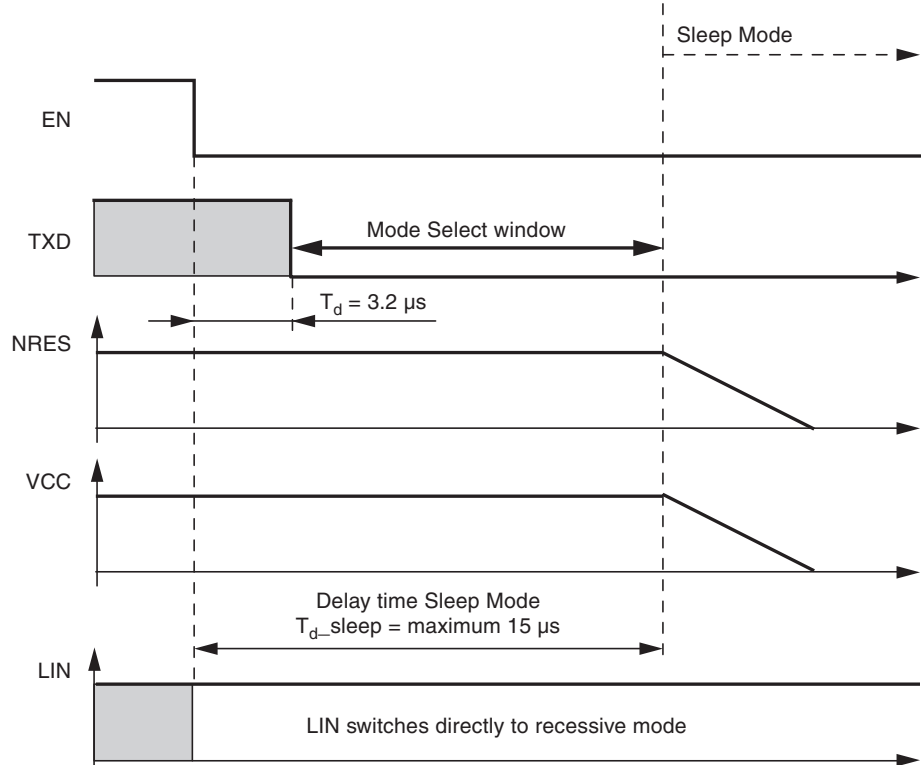 Sleep Mode
EN
TXD
Mode Select window
T_d = 3.2 μs
NRES
VCC
Delay time Sleep Mode
T_d_sleep = maximum 15 μs
LIN
LIN switches directly to recessive mode